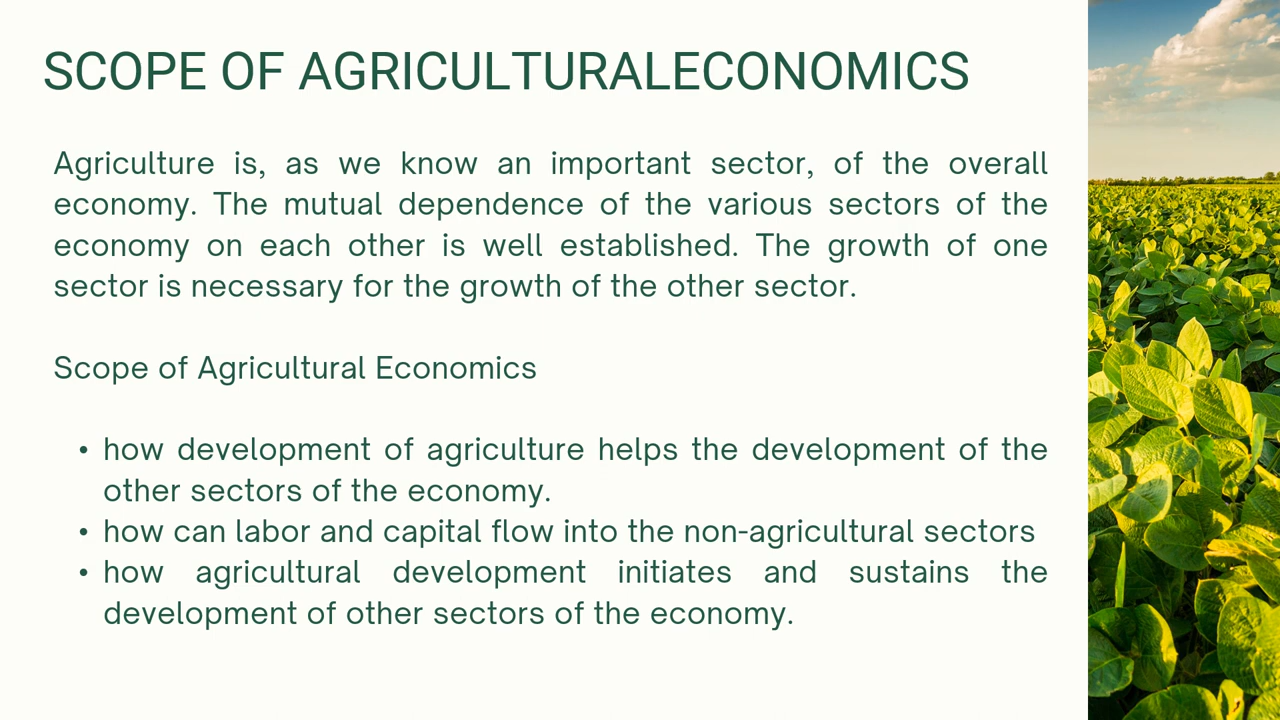 SCOPE OF AGRICULTURALECONOMICS
Agriculture is, as we know an important sector, of the overall
economy. The mutual dependence of the various sectors of the
economy on each other is well established. The growth of one
sector is necessary for the growth of the other sector.
Scope of Agricultural Economics
• how development of agriculture helps the development of the
other sectors of the economy.
• how can labor and capital flow into the non-agricultural sectors
• how agricultural development initiates and sustains the
development of other sectors of the economy.